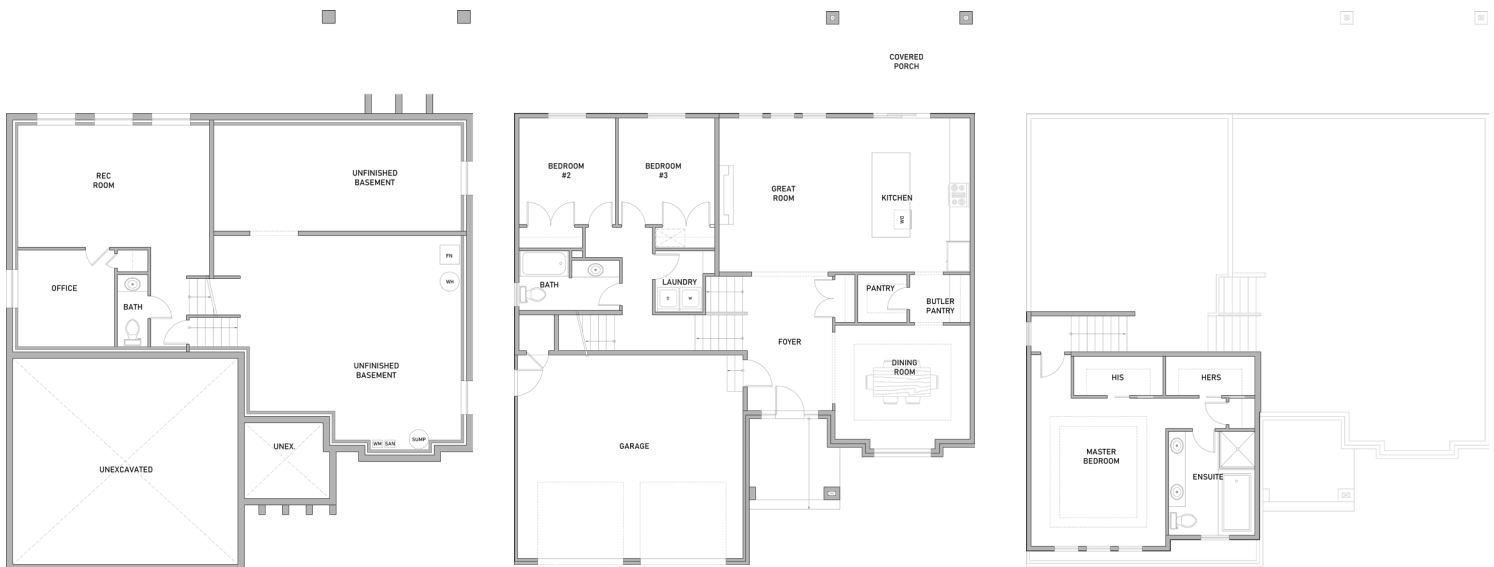 REC
ROOM
UNFINISHED
BASEMENT
OFFICE
BATH
FN
WH
UNFINISHED
BASEMENT
WM SAN
SUMP
UNEXCAVATED
UNEX.
COVERED
PORCH
BEDROOM
#2
BEDROOM
#3
GREAT
ROOM
KITCHEN
DW
BATH
LAUNDRY
D W
PANTRY
BUTLER
PANTRY
FOYER
DINING
ROOM
GARAGE
HIS
HERS
MASTER
BEDROOM
ENSUITE